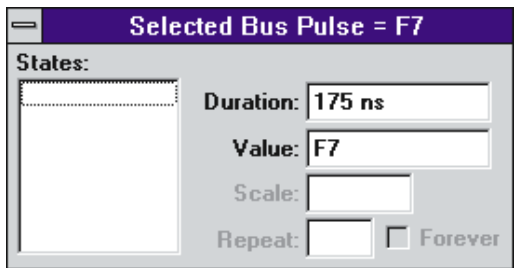 Selected Bus Pulse = F7
States:
Duration: 175 ns
Value: F7
Scale:
Repeat: Forever